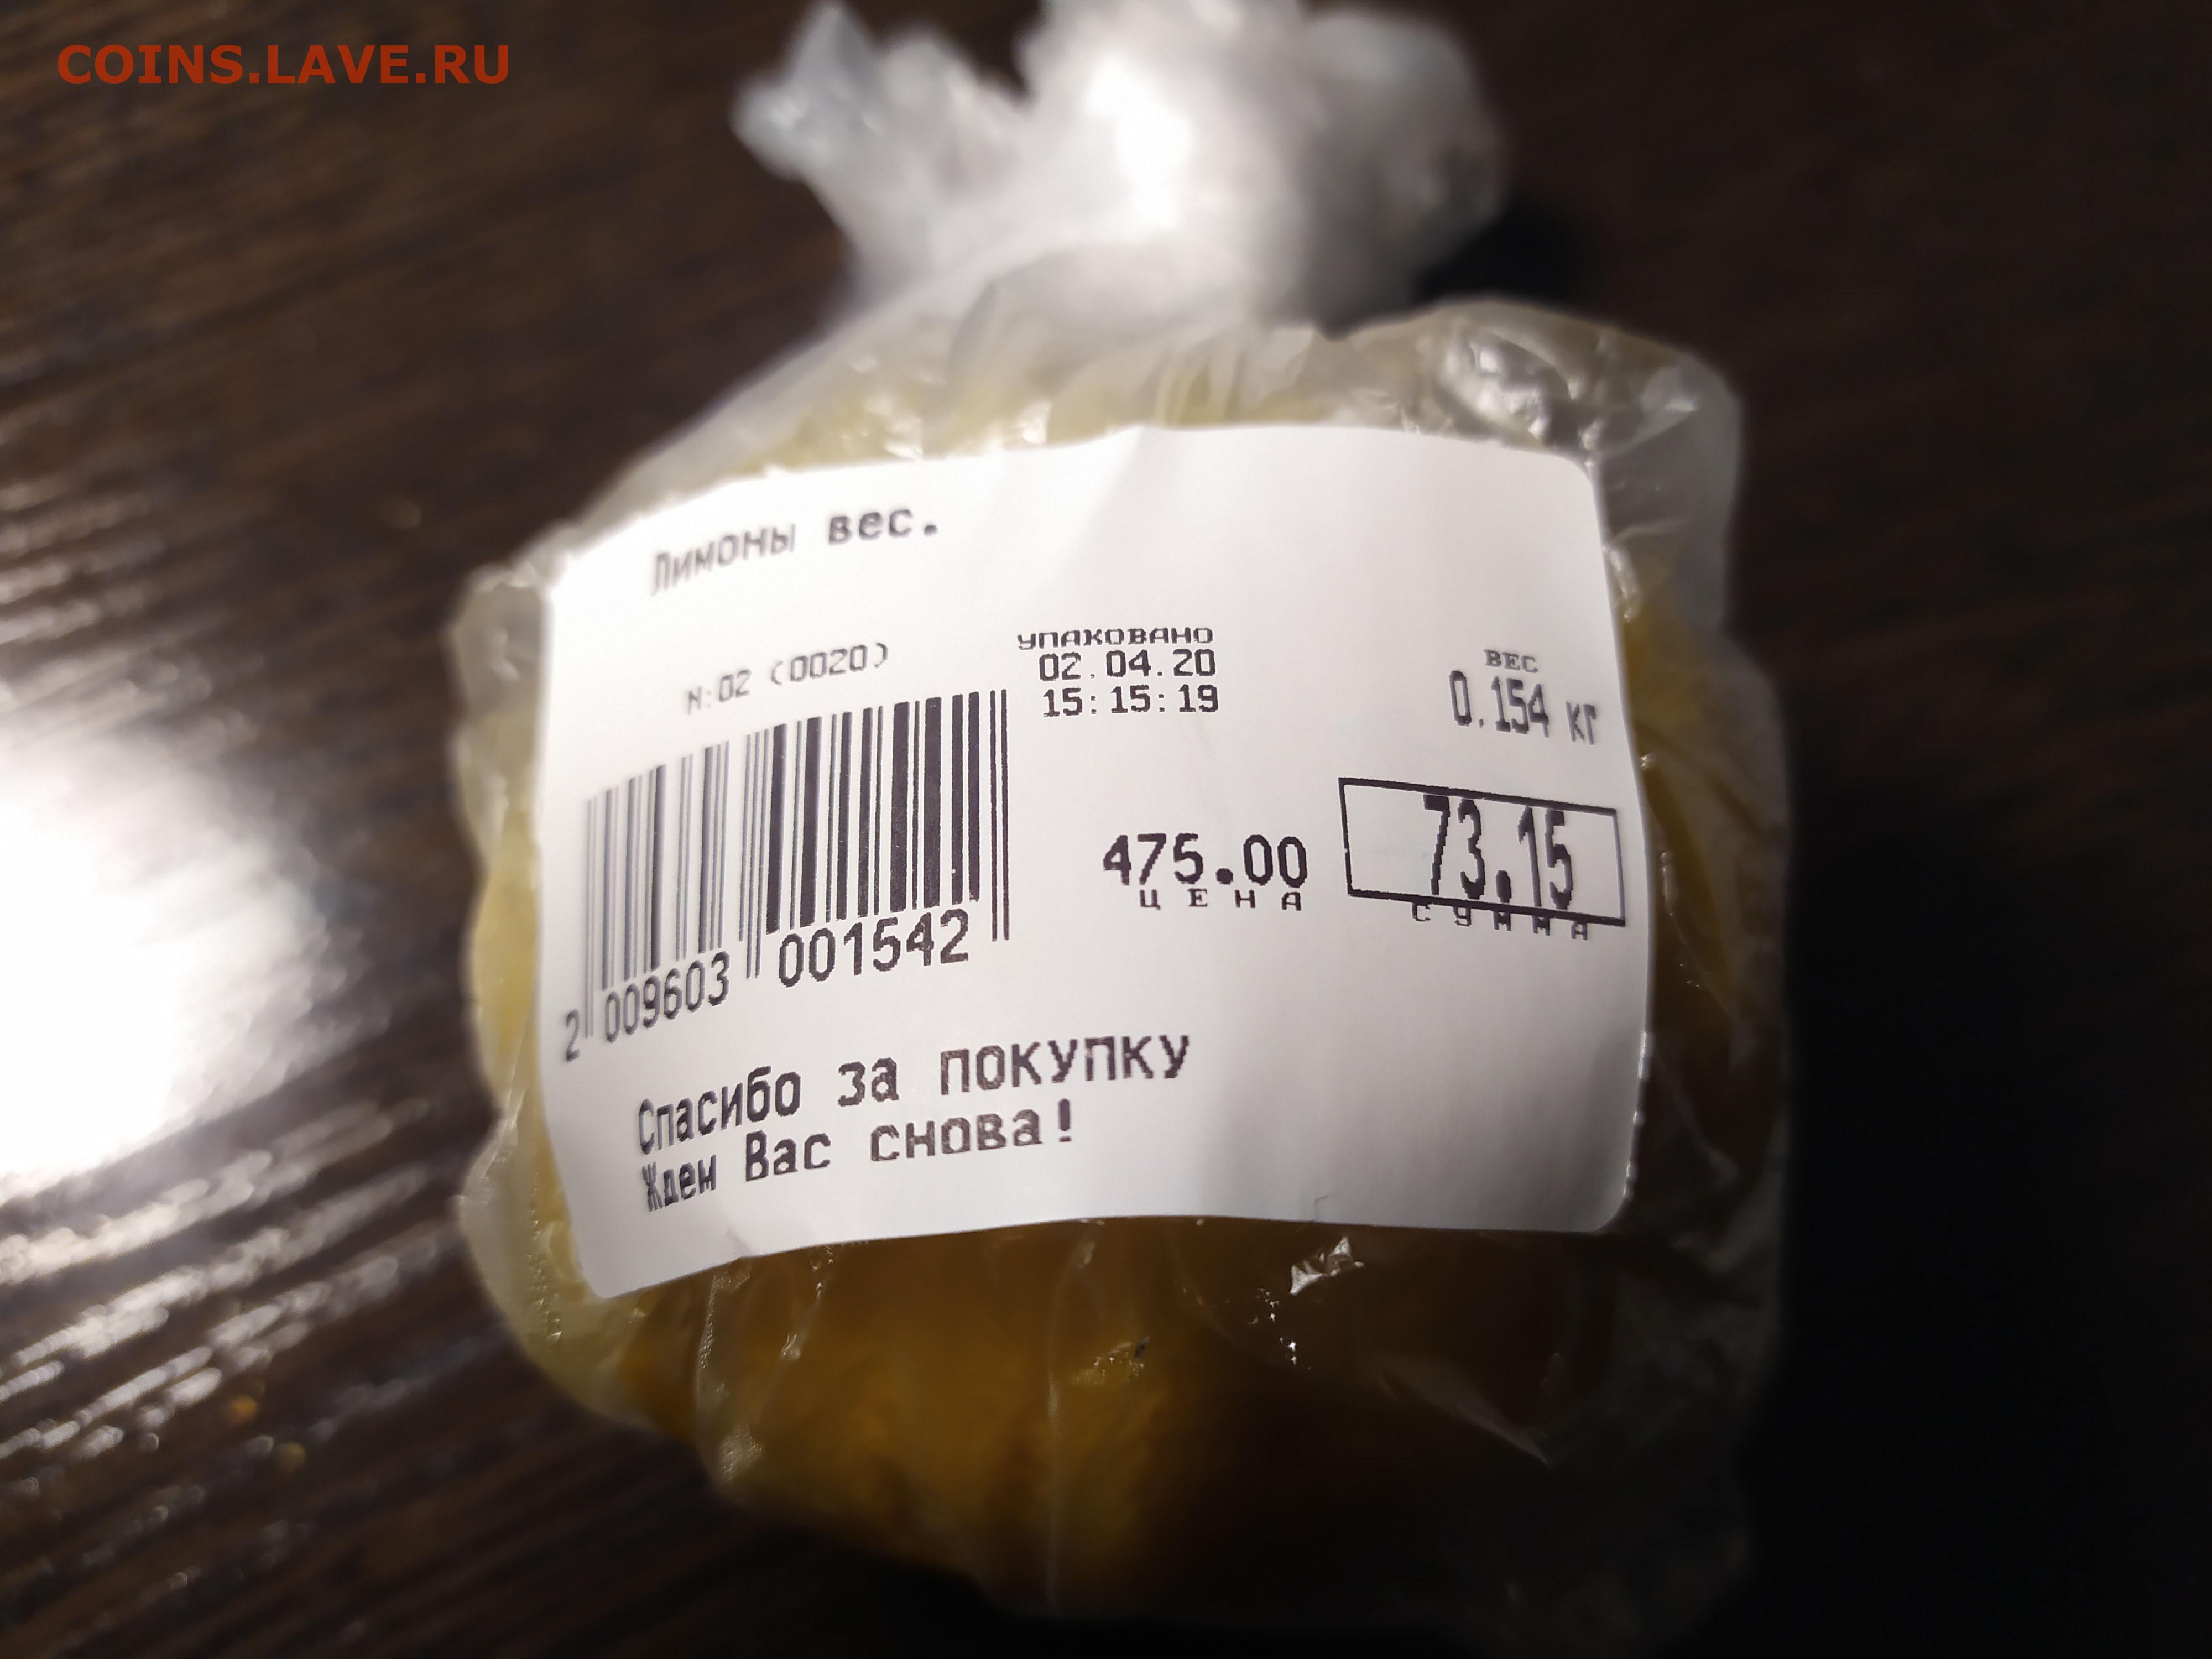 COINS.LAVE.RU
Лимоны вес.
N:02 (0020)
УПАКОВАНО
02.04.20
15:15:19
ВЕС
0.154 кг
475.00
ЦЕНА
73.15
СУММА
2 009603 001542
Спасибо за покупку
Ждем Вас снова!